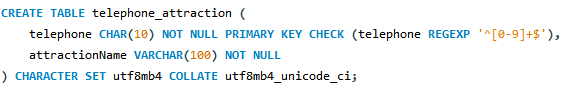 CREATE TABLE telephone_attraction (
telephone CHAR(10) NOT NULL PRIMARY KEY CHECK (telephone REGEXP '^[0-9]+$'),
attractionName VARCHAR(100) NOT NULL
) CHARACTER SET utf8mb4 COLLATE utf8mb4_unicode_ci;